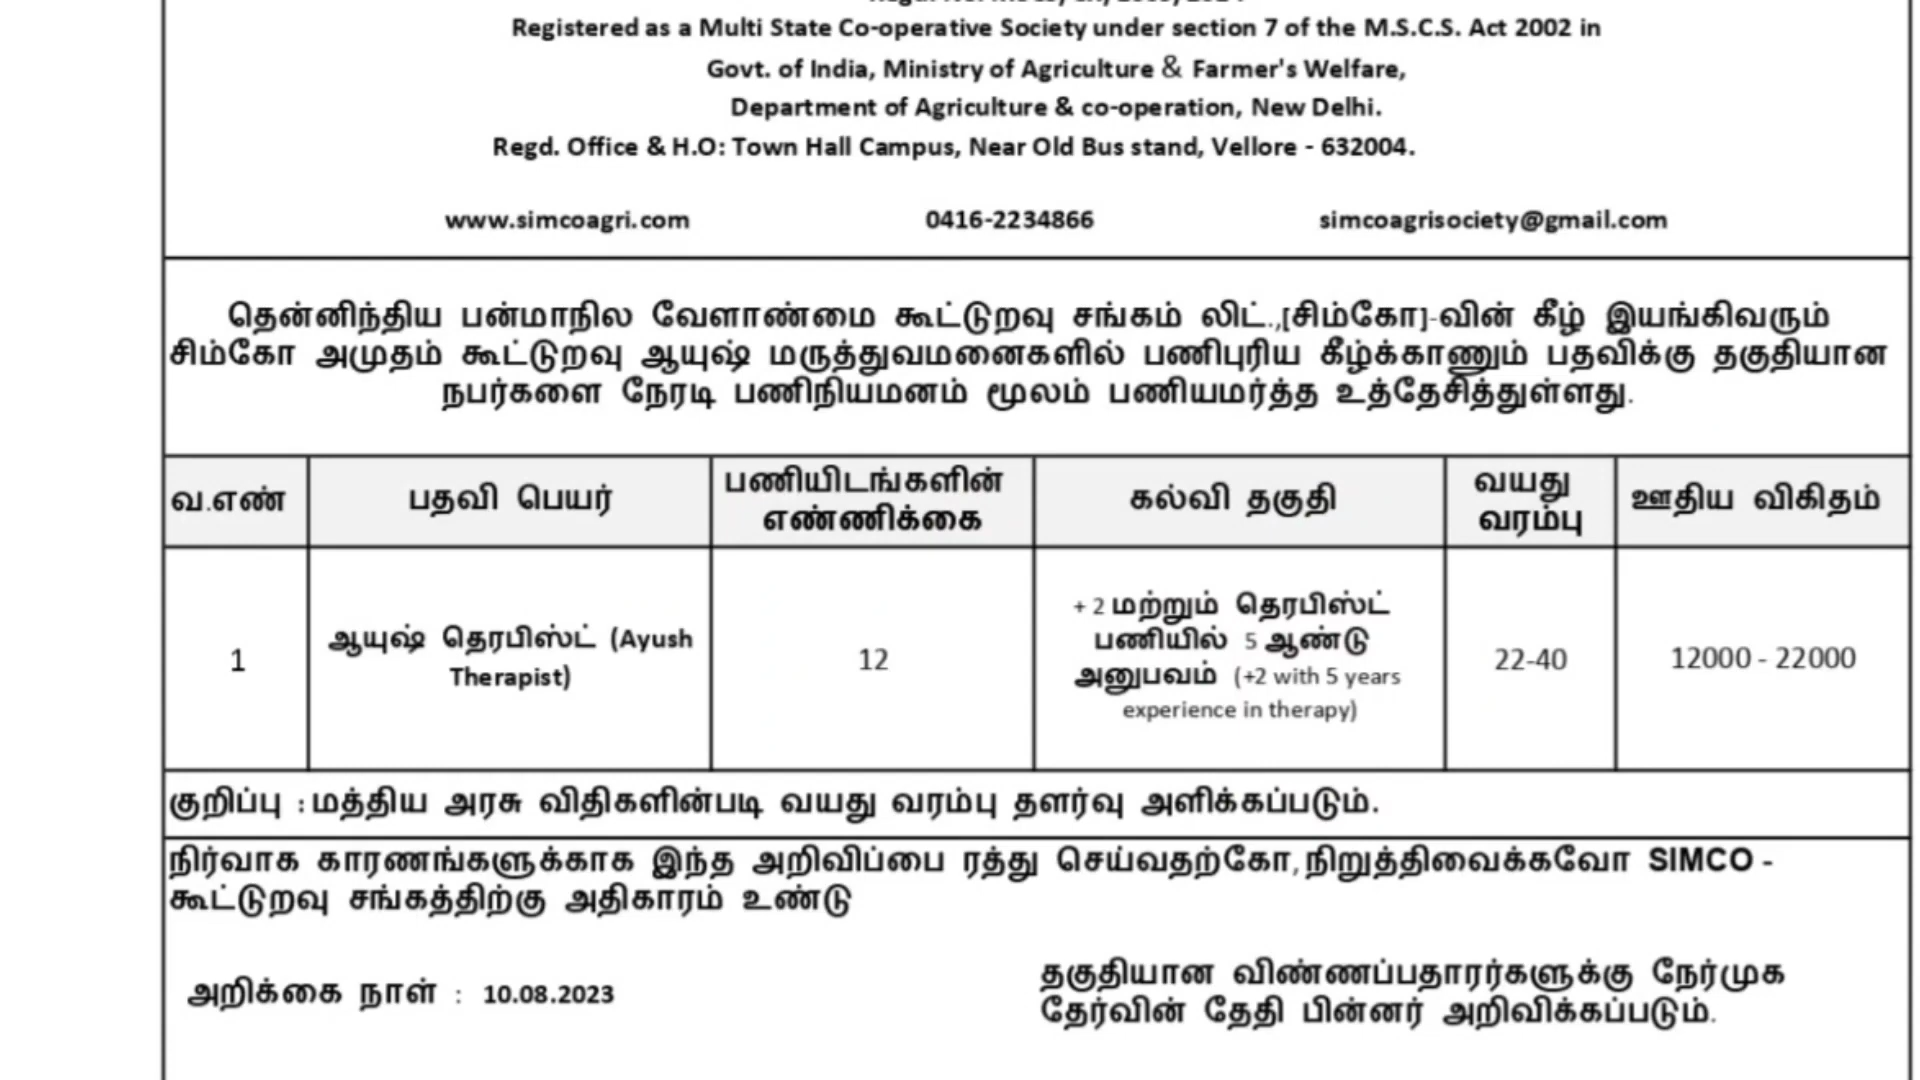 Registered as a Multi State Co-operative Society under section 7 of the M.S.C.S. Act 2002 in
Govt. of India, Ministry of Agriculture & Farmer's Welfare,
Department of Agriculture & co-operation, New Delhi.
Regd. Office & H.O: Town Hall Campus, Near Old Bus stand, Vellore - 632004.
www.simcoagri.com 0416-2234866 simcoagrisociety@gmail.com
தென்னிந்திய பன்மாநில வேளாண்மை கூட்டுறவு சங்கம் லிட்.,[சிம்கோ]-வின் கீழ் இயங்கிவரும்
சிம்கோ அமுதம் கூட்டுறவு ஆயுஷ் மருத்துவமனைகளில் பணிபுரிய கீழ்க்காணும் பதவிக்கு தகுதியான
நபர்களை நேரடி பணிநியமனம் மூலம் பணியமர்த்த உத்தேசித்துள்ளது.
வ.எண் பதவி பெயர் பணியிடங்களின் எண்ணிக்கை கல்வி தகுதி வயது வரம்பு ஊதிய விகிதம்
1
ஆயுஷ் தெரபிஸ்ட் (Ayush
Therapist)
12
+ 2 மற்றும் தெரபிஸ்ட்
பணியில் 5 ஆண்டு
அனுபவம் (+2 with 5 years
experience in therapy)
22-40
12000 - 22000
குறிப்பு : மத்திய அரசு விதிகளின்படி வயது வரம்பு தளர்வு அளிக்கப்படும்.
நிர்வாக காரணங்களுக்காக இந்த அறிவிப்பை ரத்து செய்வதற்கோ,நிறுத்திவைக்கவோ SIMCO -
கூட்டுறவு சங்கத்திற்கு அதிகாரம் உண்டு
அறிக்கை நாள் : 10.08.2023
தகுதியான விண்ணப்பதாரர்களுக்கு நேர்முக
தேர்வின் தேதி பின்னர் அறிவிக்கப்படும்.